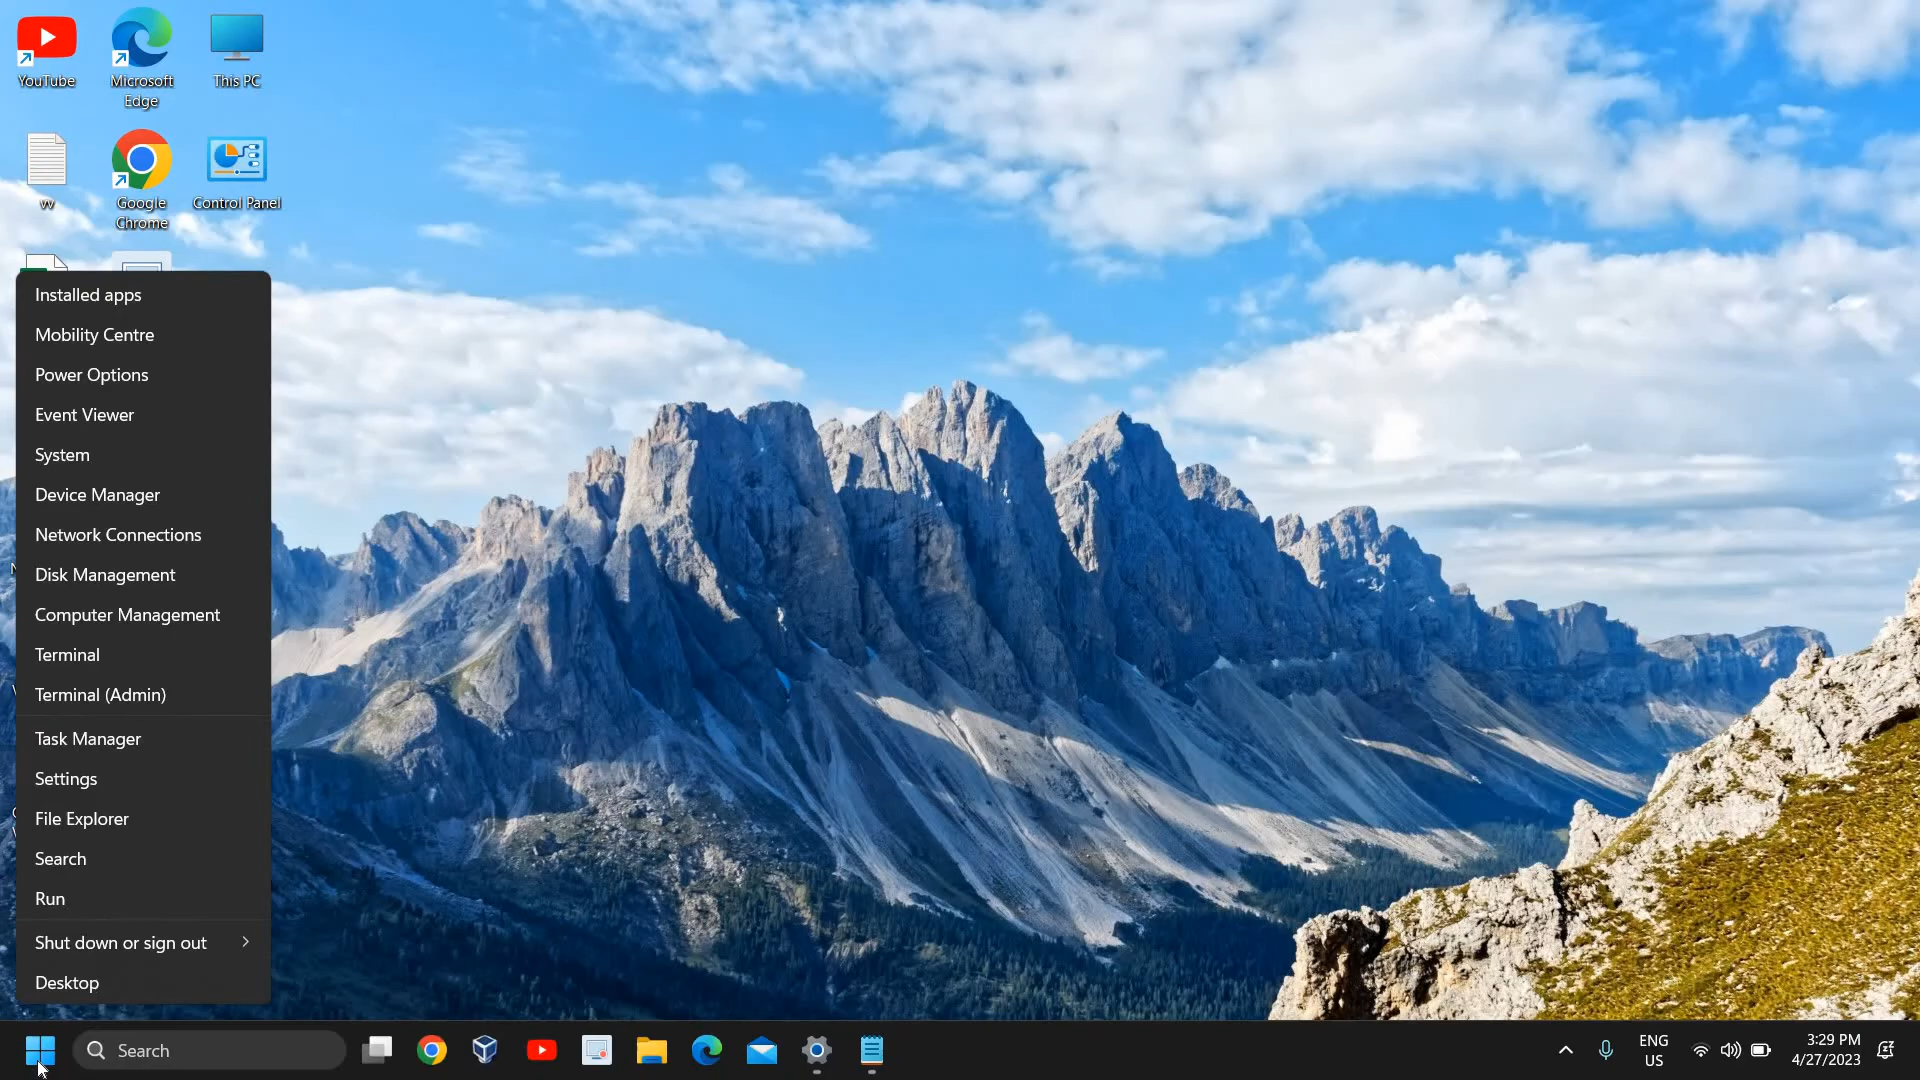 YouTube
Microsoft
Edge
This PC
vv
Google
Chrome
Control Panel
Installed apps
Mobility Centre
Power Options
Event Viewer
System
Device Manager
Network Connections
Disk Management
Computer Management
Terminal
Terminal (Admin)
Task Manager
Settings
File Explorer
Search
Run
Shut down or sign out
Desktop
Search
ENG
US
3:29 PM
4/27/2023